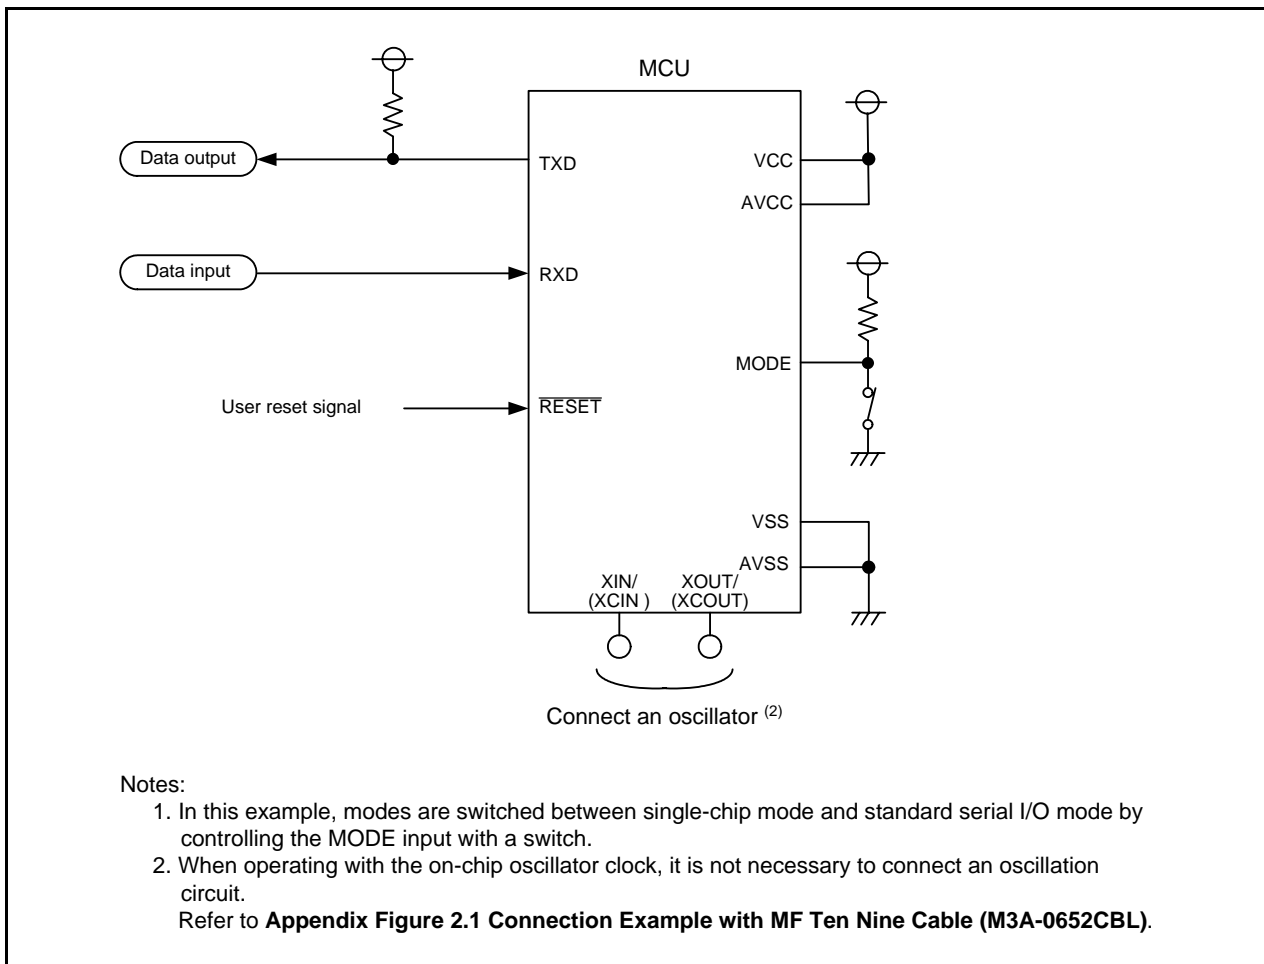 MCU
Data output
TXD
VCC
AVCC
Data input
RXD
MODE
User reset signal
RESET
VSS
AVSS
XIN/
(XCIN )
XOUT/
(XCOUT)
Connect an oscillator (2)
Notes:
1. In this example, modes are switched between single-chip mode and standard serial I/O mode by
controlling the MODE input with a switch.
2. When operating with the on-chip oscillator clock, it is not necessary to connect an oscillation
circuit.
Refer to Appendix Figure 2.1 Connection Example with MF Ten Nine Cable (M3A-0652CBL).